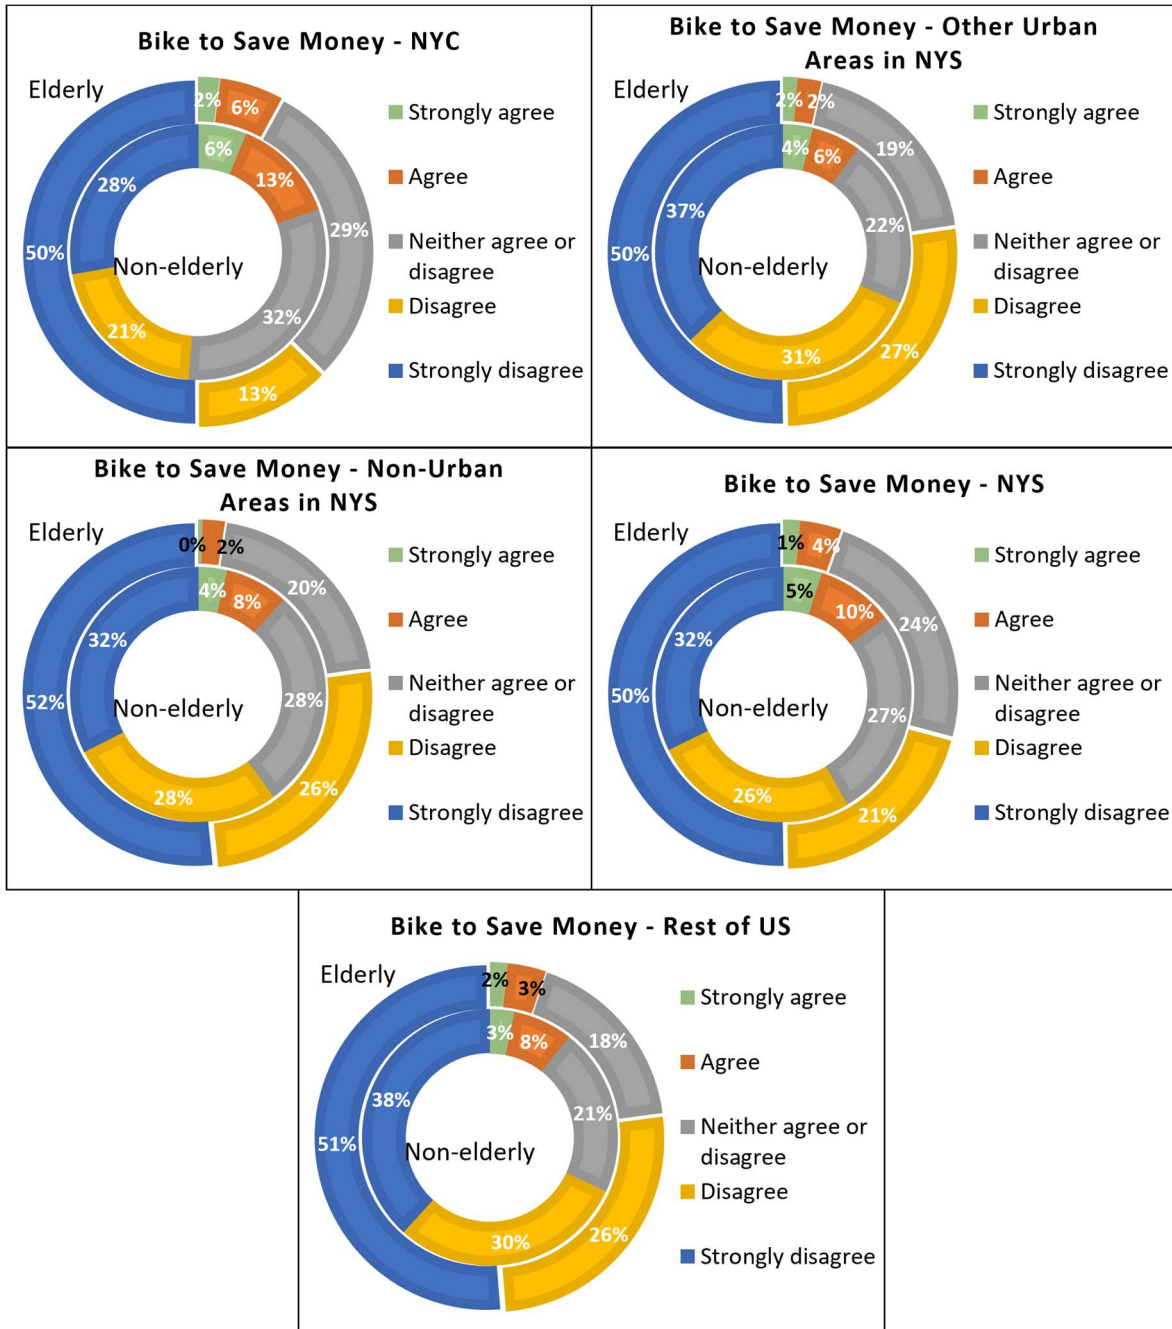 Bike to Save Money - NYC
Elderly
2%
6%
6%
13%
28%
29%
50%
Non-elderly
32%
21%
13%
Strongly agree
Agree
Neither agree or
disagree
Disagree
Strongly disagree
Bike to Save Money - Other Urban
Areas in NYS
Elderly
2%
2%
4%
6%
19%
37%
22%
50%
Non-elderly
31%
27%
Strongly agree
Agree
Neither agree or
disagree
Disagree
Strongly disagree
Bike to Save Money - Non-Urban
Areas in NYS
Elderly
0%
2%
4%
8%
20%
32%
28%
52%
Non-elderly
28%
26%
Strongly agree
Agree
Neither agree or
disagree
Disagree
Strongly disagree
Bike to Save Money - NYS
Elderly
1%
4%
5%
10%
24%
32%
27%
50%
Non-elderly
26%
21%
Strongly agree
Agree
Neither agree or
disagree
Disagree
Strongly disagree
Bike to Save Money - Rest of US
Elderly
2%
3%
3%
8%
18%
38%
21%
51%
Non-elderly
30%
26%
Strongly agree
Agree
Neither agree or
disagree
Disagree
Strongly disagree